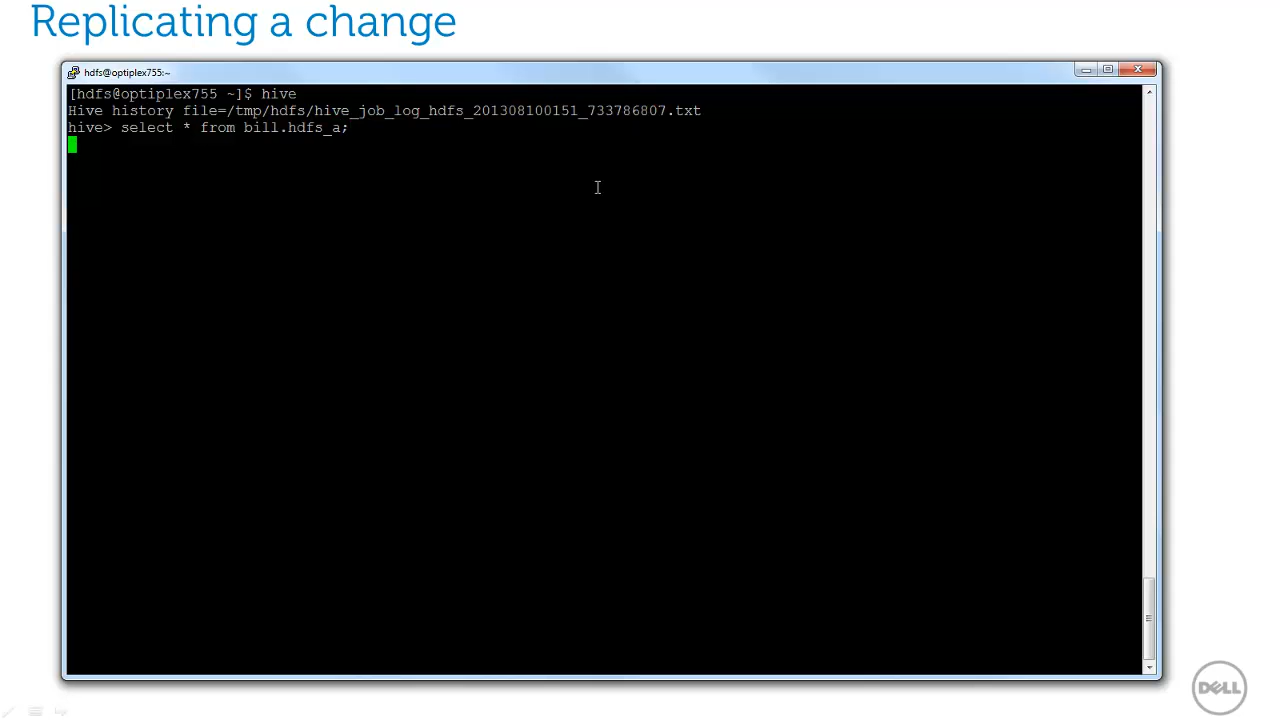 Replicating a change
hdfs@optiplex755:~
[hdfs@optiplex755 ~]$ hive
Hive history file=/tmp/hdfs/hive_job_log_hdfs_201308100151_733786807.txt
hive> select * from bill.hdfs_a;
DELL